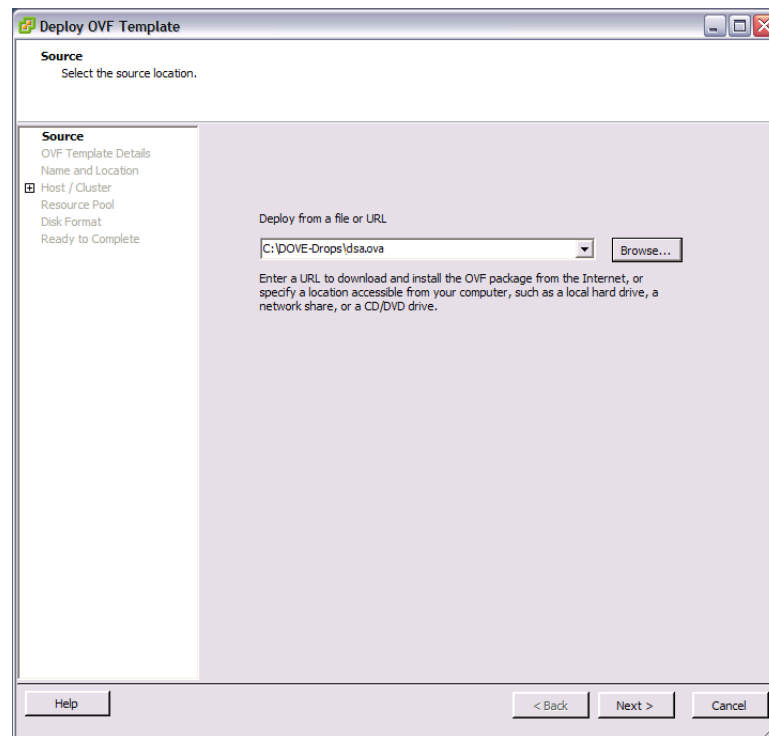 Deploy OVF Template
Source
Select the source location.
Source
OVF Template Details
Name and Location
Host / Cluster
Resource Pool
Disk Format
Ready to Complete
Deploy from a file or URL
C:\DOVE-Drops\dsa.ova
Browse...
Enter a URL to download and install the OVF package from the Internet, or
specify a location accessible from your computer, such as a local hard drive, a
network share, or a CD/DVD drive.
Help
< Back
Next >
Cancel